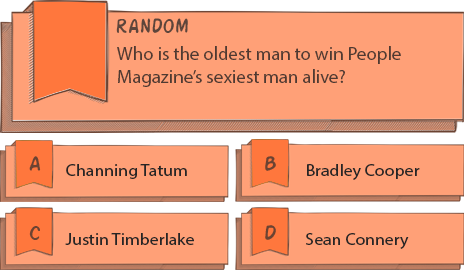 RANDOM
Who is the oldest man to win People
Magazine's sexiest man alive?
A Channing Tatum
B Bradley Cooper
C Justin Timberlake
D Sean Connery